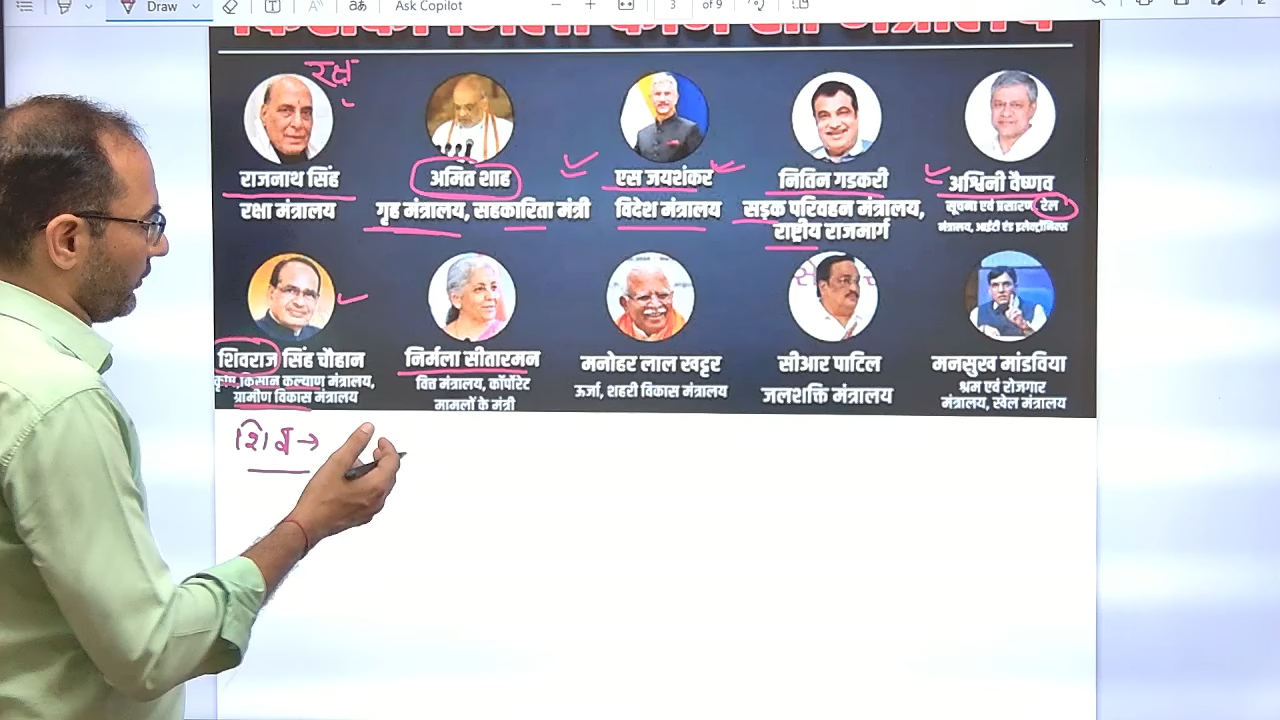 Draw
Ask Copilot
3 of 9
रक्ष
राजनाथ सिंह
रक्षा मंत्रालय
अमित शाह
गृह मंत्रालय, सहकारिता मंत्री
एस जयशंकर
विदेश मंत्रालय
नितिन गडकरी
सड़क परिवहन मंत्रालय,
राष्ट्रीय राजमार्ग
अश्विनी वैष्णव
सूचना एवं प्रसारण रेल
मंत्रालय, आईटी एंड इलेक्ट्रॉनिक्स
शिवराज सिंह चौहान
कृषि,किसान कल्याण मंत्रालय,
ग्रामीण विकास मंत्रालय
निर्मला सीतारमन
वित्त मंत्रालय, कॉर्पोरेट
मामलों के मंत्री
मनोहर लाल खट्टर
ऊर्जा, शहरी विकास मंत्रालय
सीआर पाटिल
जलशक्ति मंत्रालय
मनसुख मांडविया
श्रम एवं रोजगार
मंत्रालय, खेल मंत्रालय
शिव →